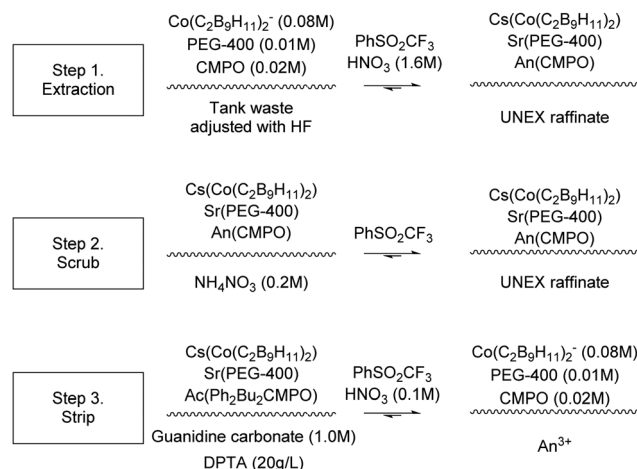 Step 1.
Extraction
Co(C₂B₉H₁₁)₂⁻ (0.08M)
PEG-400 (0.01M)
CMPO (0.02M)
Tank waste
adjusted with HF
PhSO₂CF₃
HNO₃ (1.6M)
Cs(Co(C₂B₉H₁₁)₂)
Sr(PEG-400)
An(CMPO)
UNEX raffinate
Step 2.
Scrub
Cs(Co(C₂B₉H₁₁)₂)
Sr(PEG-400)
An(CMPO)
NH₄NO₃ (0.2M)
PhSO₂CF₃
Cs(Co(C₂B₉H₁₁)₂)
Sr(PEG-400)
An(CMPO)
UNEX raffinate
Step 3.
Strip
Cs(Co(C₂B₉H₁₁)₂)
Sr(PEG-400)
Ac(Ph₂Bu₂CMPO)
Guanidine carbonate (1.0M)
DPTA (20g/L)
PhSO₂CF₃
HNO₃ (0.1M)
Co(C₂B₉H₁₁)₂⁻ (0.08M)
PEG-400 (0.01M)
CMPO (0.02M)
An³⁺